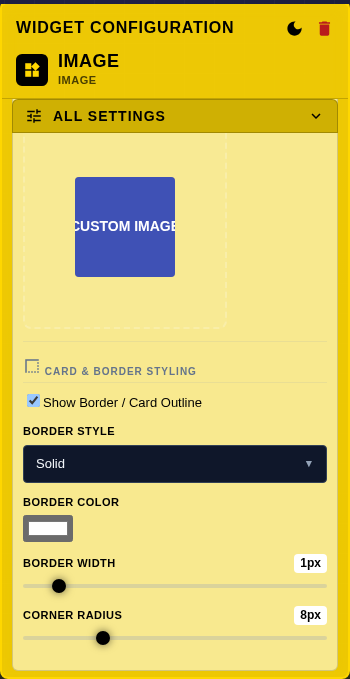 WIDGET CONFIGURATION
IMAGE
IMAGE
ALL SETTINGS
CUSTOM IMAGE
CARD & BORDER STYLING
Show Border / Card Outline
BORDER STYLE
Solid
BORDER COLOR
BORDER WIDTH 1px
CORNER RADIUS 8px